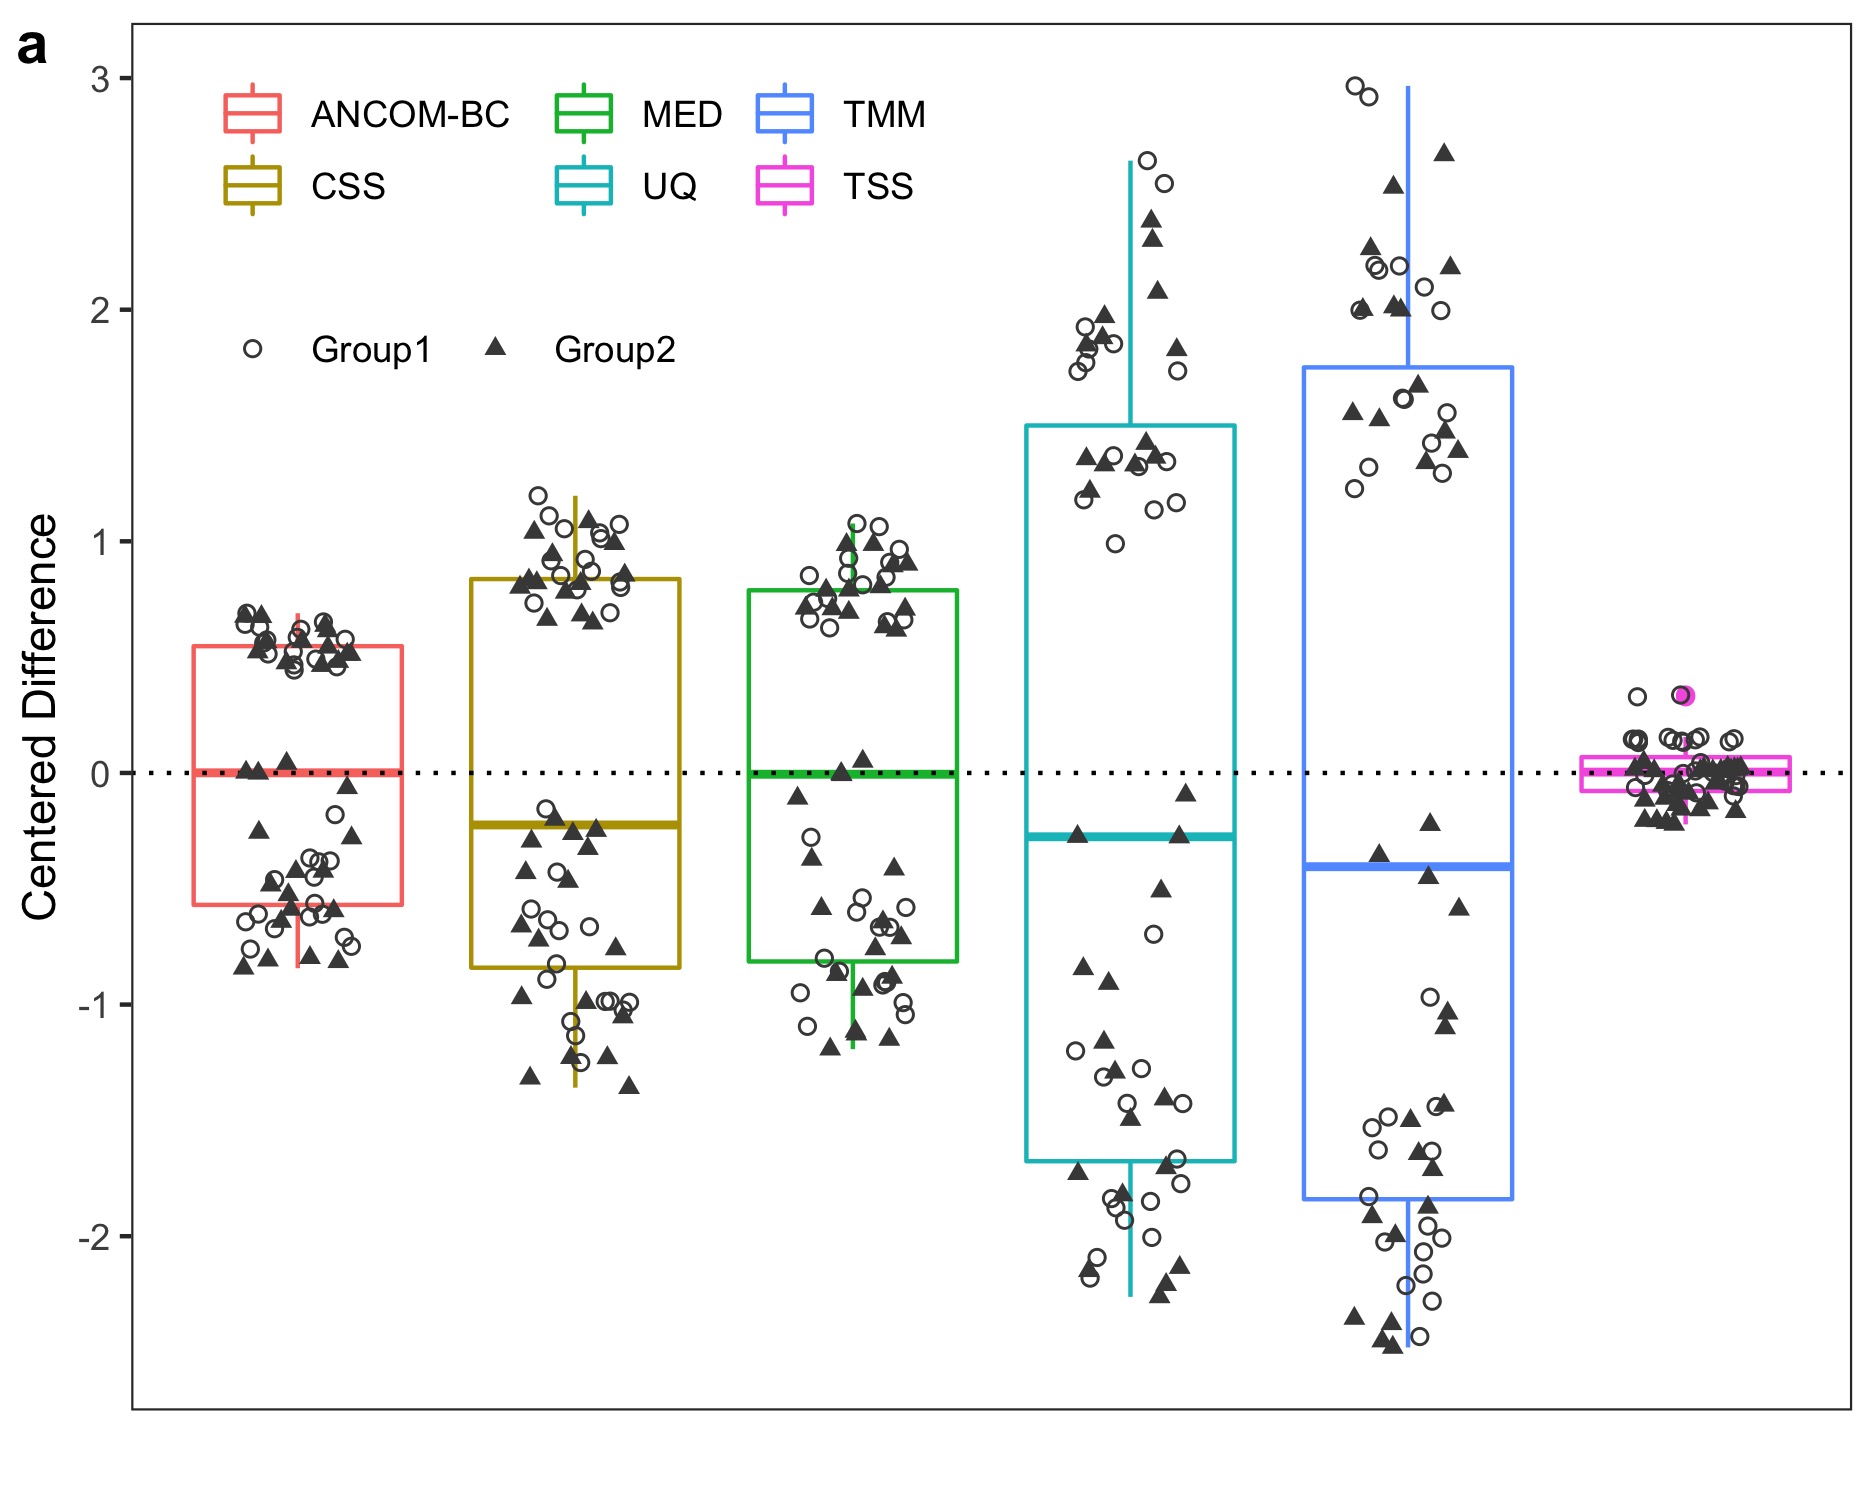 a
3
2
1
0
-1
-2
Centered Difference
ANCOM-BC MED TMM
CSS UQ TSS
Group1 Group2